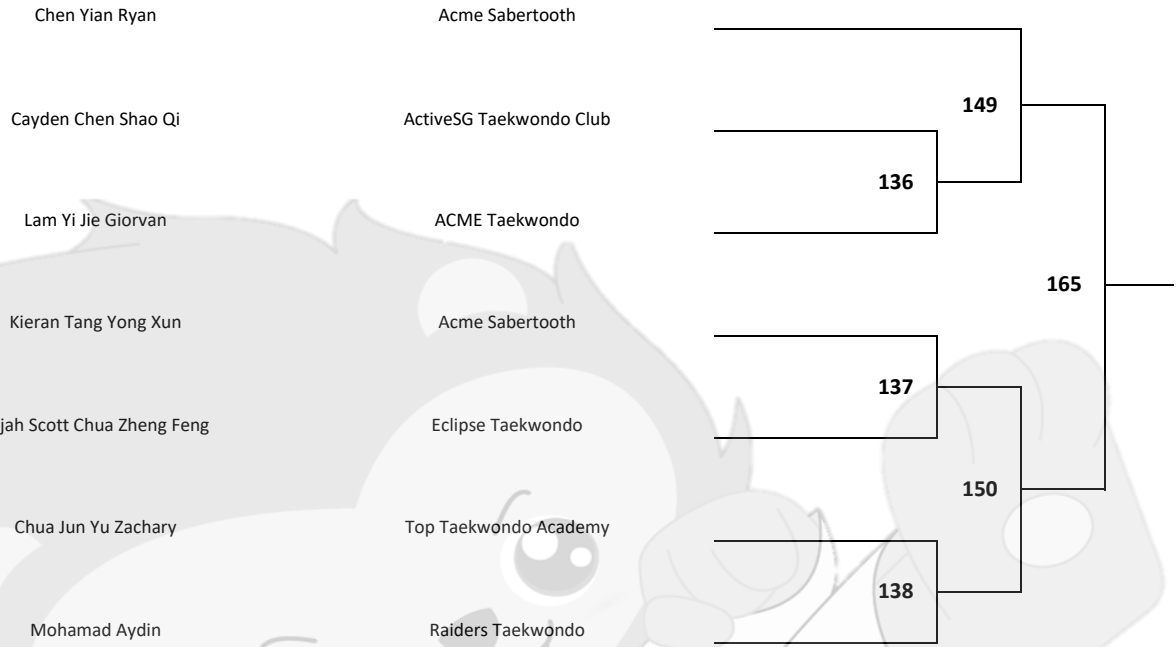 Chen Yian Ryan Acme Sabertooth
149
Cayden Chen Shao Qi ActiveSG Taekwondo Club
136
Lam Yi Jie Giorvan ACME Taekwondo
165
Kieran Tang Yong Xun Acme Sabertooth
137
Scott Chua Zheng Feng Eclipse Taekwondo
150
Chua Jun Yu Zachary Top Taekwondo Academy
138
Mohamad Aydin Raiders Taekwondo